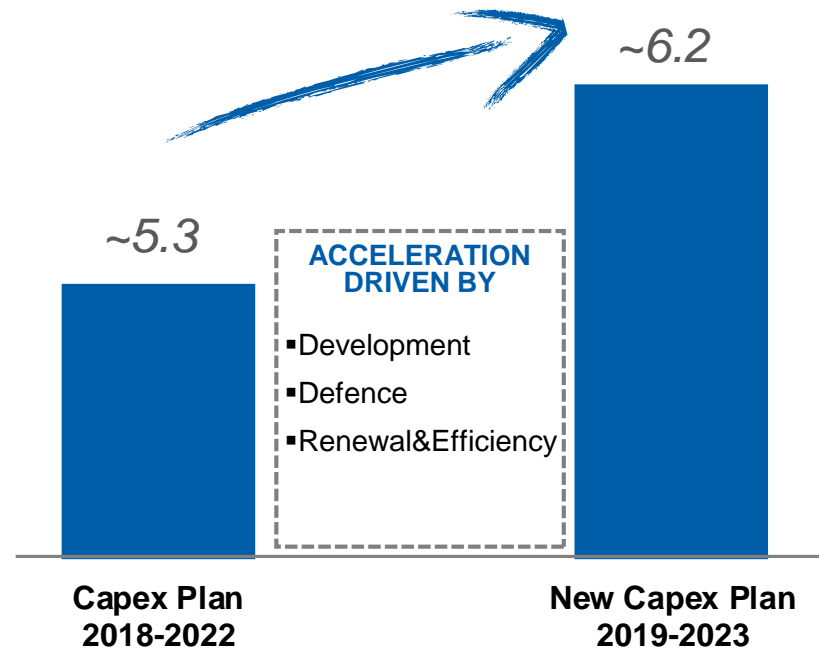 ~6.2
~5.3
ACCELERATION
DRIVEN BY
▪Development
▪Defence
▪Renewal&Efficiency
Capex Plan
2018-2022
New Capex Plan
2019-2023